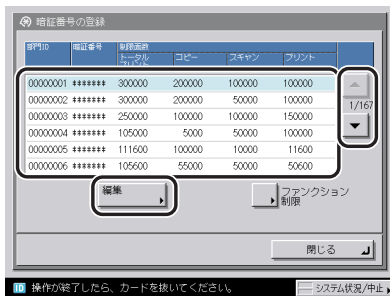 暗証番号の登録
部門ID 暗証番号 制限面数
トータルプリント コピー スキャン プリント
00000001 ******* 300000 200000 100000 100000
00000002 ******* 300000 200000 50000 100000
00000003 ******* 250000 100000 100000 150000
00000004 ******* 105000 5000 50000 100000
00000005 ******* 111600 100000 10000 11600
00000006 ******* 105600 55000 50000 50600
1/167
編集
ファンクション
制限
閉じる
ID 操作が終了したら、カードを抜いてください。 システム状況/中止